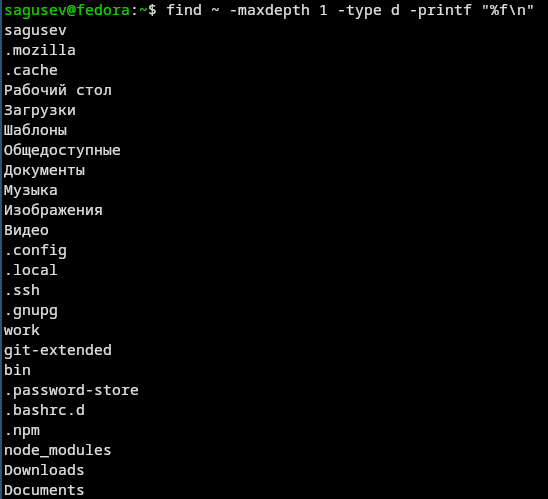 sagusev@fedora:~$ find ~ -maxdepth 1 -type d -printf "%f\n"
sagusev
.mozilla
.cache
Рабочий стол
Загрузки
Шаблоны
Общедоступные
Документы
Музыка
Изображения
Видео
.config
.local
.ssh
.gnupg
work
git-extended
bin
.password-store
.bashrc.d
.npm
node_modules
Downloads
Documents